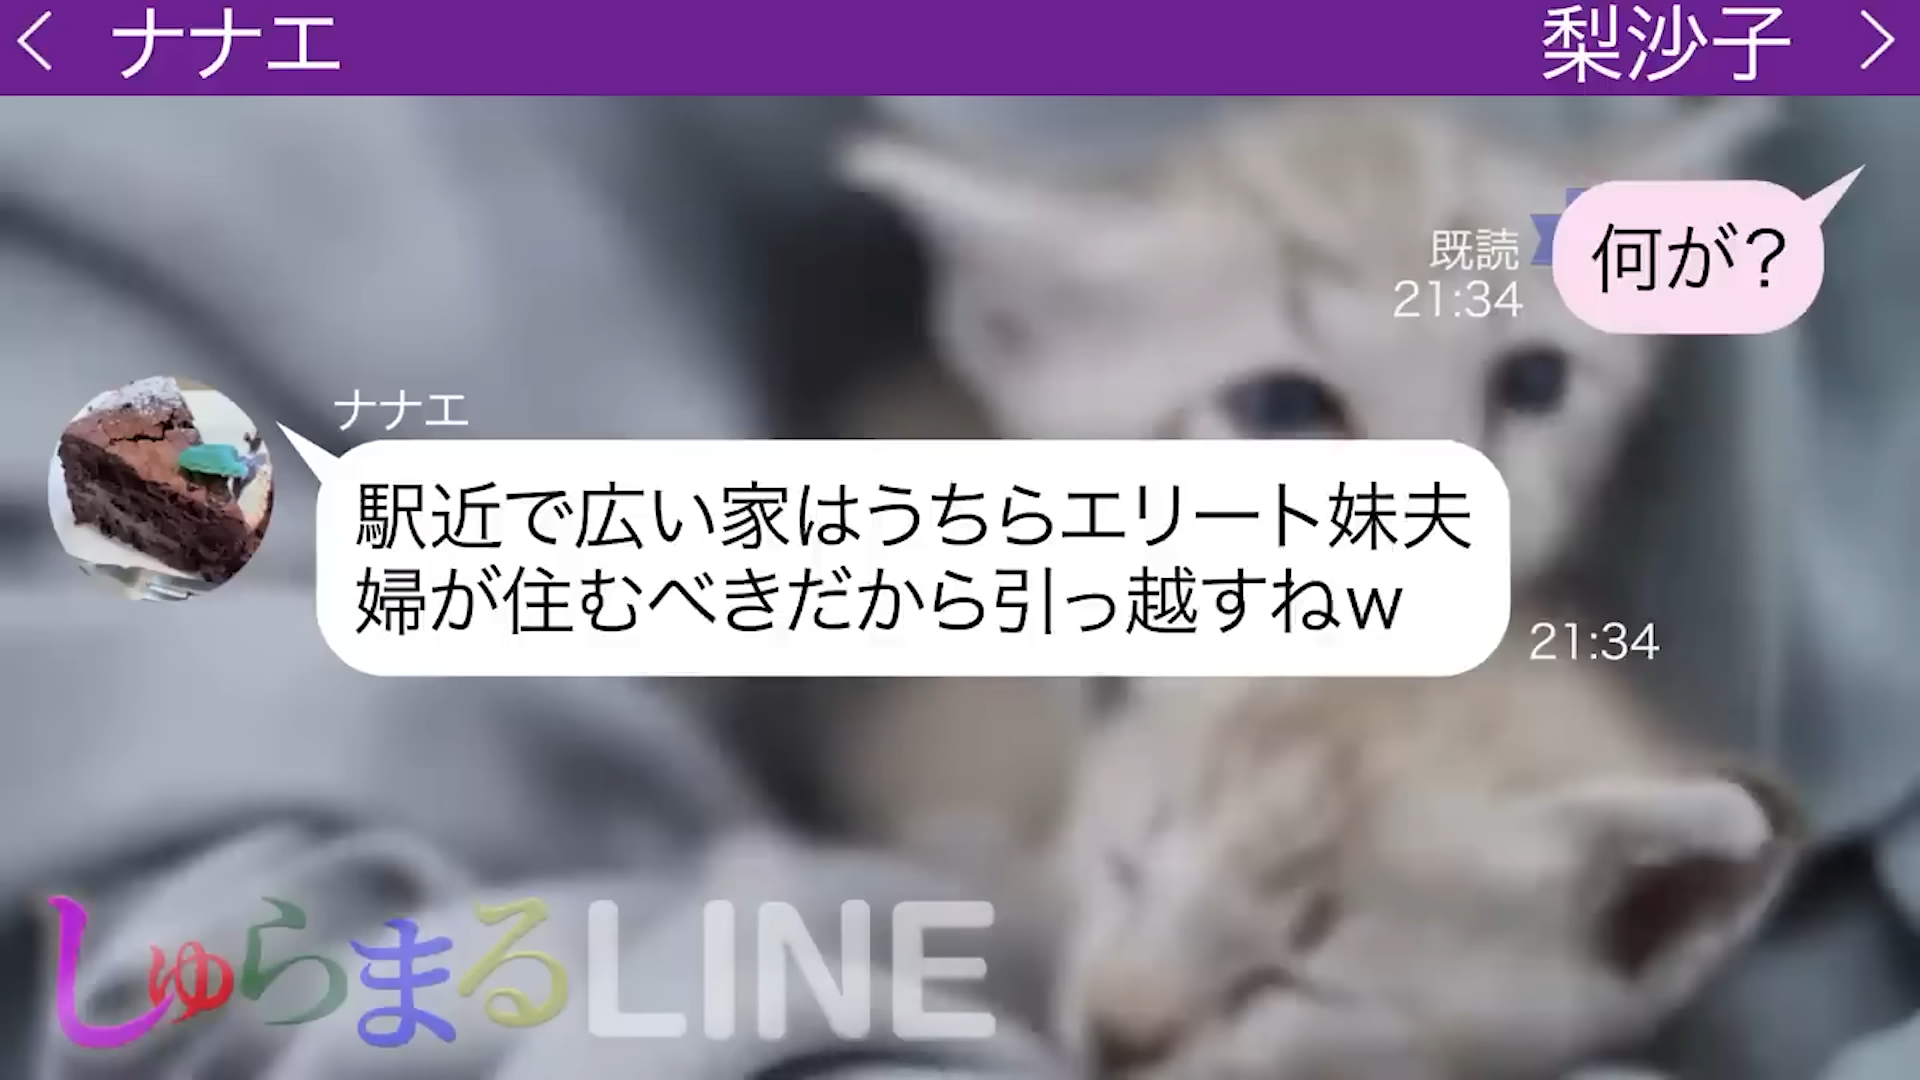 ナナエ
梨沙子
何が？
既読
21:34
ナナエ
駅近で広い家はうちらエリート妹夫
婦が住むべきだから引っ越すねw
21:34
しゅらまるLINE